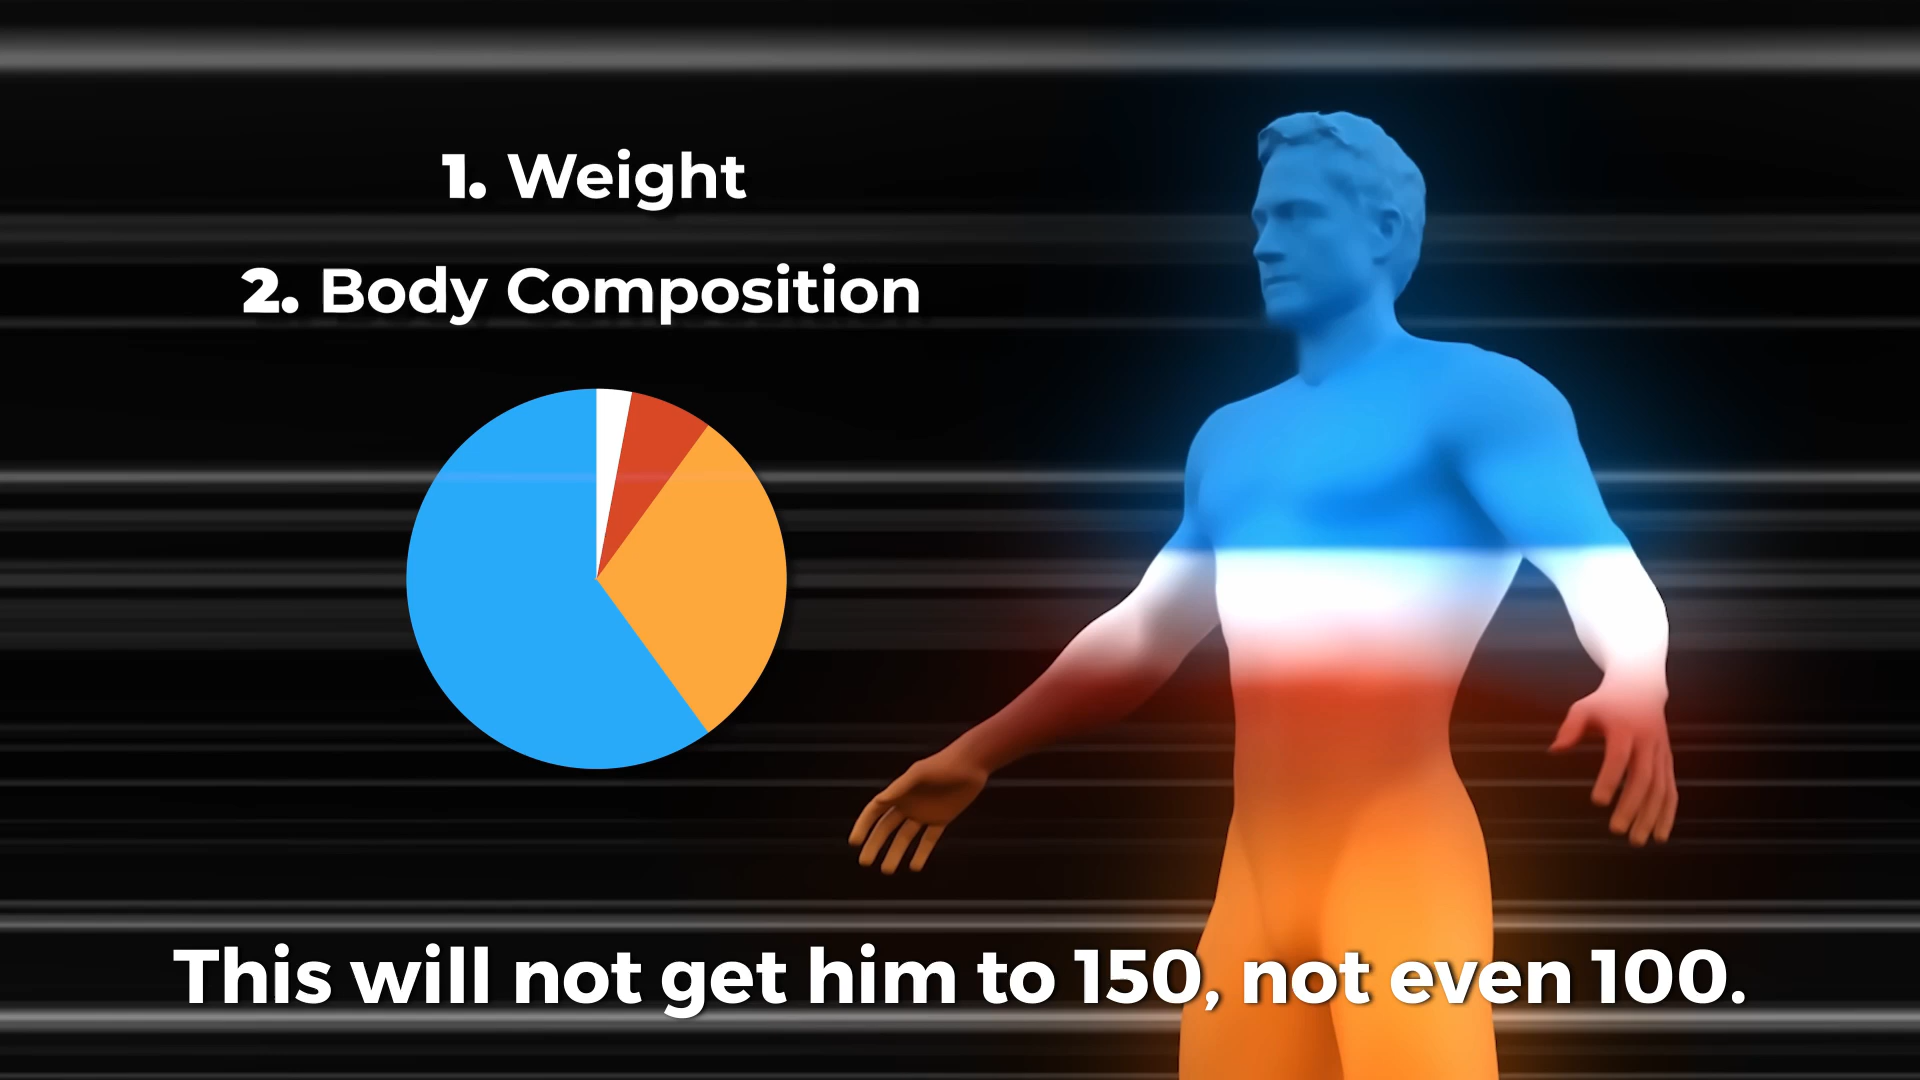 1. Weight
2. Body Composition
This will not get him to 150, not even 100.